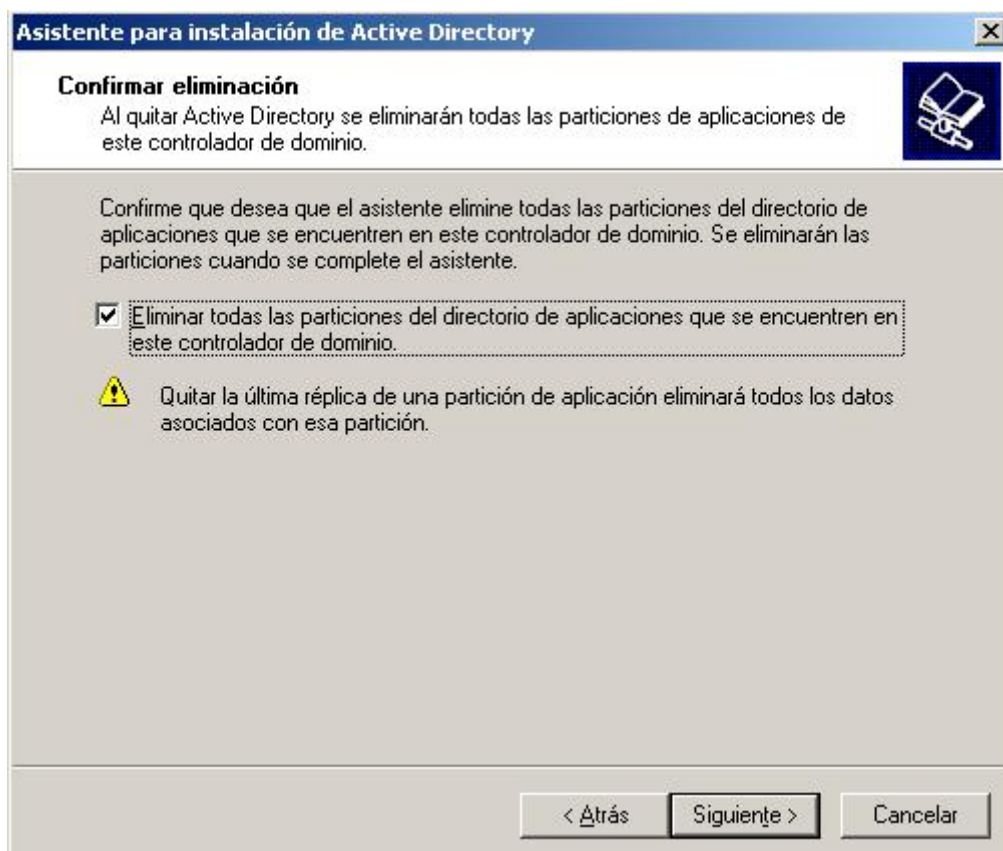 Asistente para instalación de Active Directory
Confirmar eliminación
Al quitar Active Directory se eliminarán todas las particiones de aplicaciones de
este controlador de dominio.
Confirme que desea que el asistente elimine todas las particiones del directorio de
aplicaciones que se encuentren en este controlador de dominio. Se eliminarán las
particiones cuando se complete el asistente.
Eliminar todas las particiones del directorio de aplicaciones que se encuentren en
este controlador de dominio.
Quitar la última réplica de una partición de aplicación eliminará todos los datos
asociados con esa partición.
< Atrás Siguiente > Cancelar